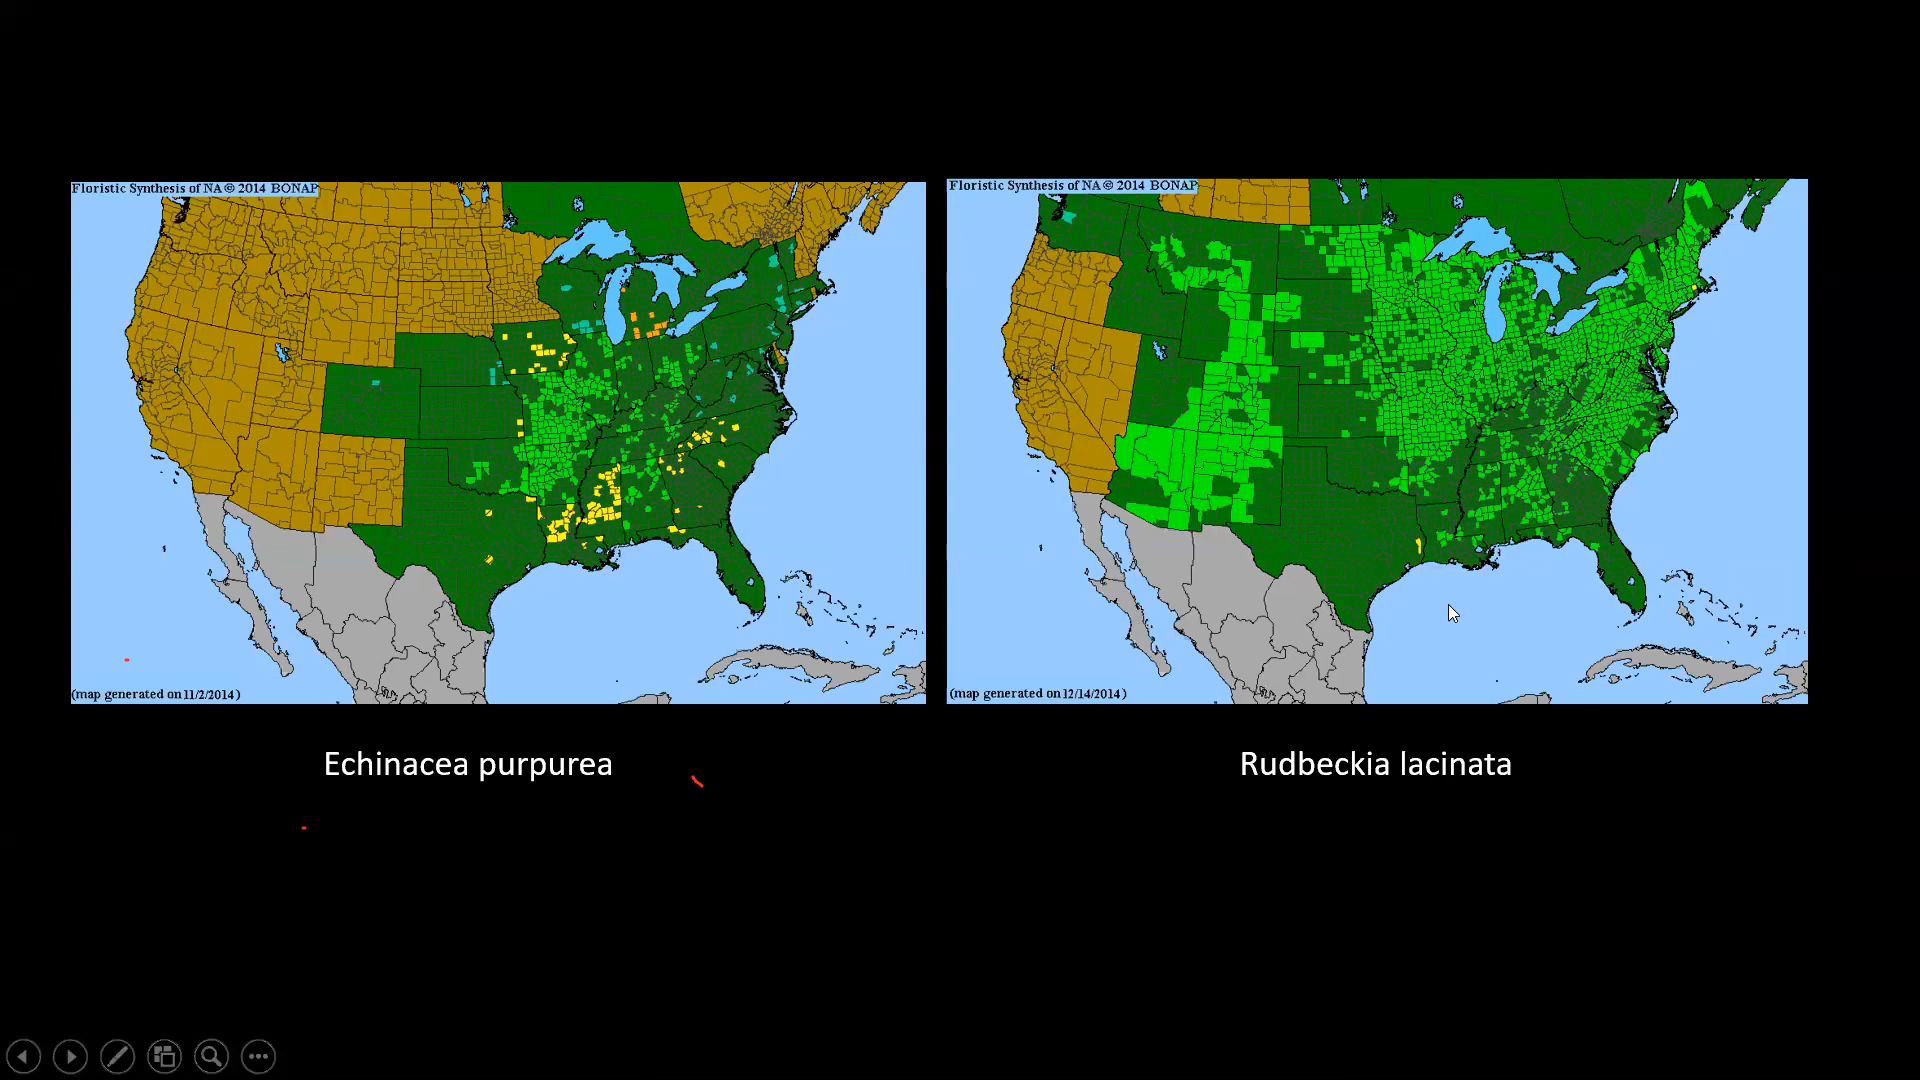 Floristic Synthesis of NA © 2014 BONAP
Floristic Synthesis of NA © 2014 BONAP
(map generated on 11/2/2014)
(map generated on 12/14/2014)
Echinacea purpurea
Rudbeckia lacinata